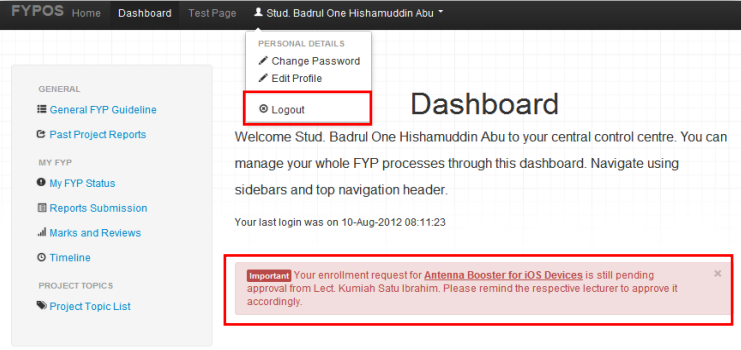 FYPOS Home Dashboard Test Page Stud. Badrul One Hishamuddin Abu
PERSONAL DETAILS
Change Password
Edit Profile
Logout
GENERAL
General FYP Guideline
Past Project Reports
MY FYP
My FYP Status
Reports Submission
Marks and Reviews
Timeline
PROJECT TOPICS
Project Topic List
Dashboard
Welcome Stud. Badrul One Hishamuddin Abu to your central control centre. You can
manage your whole FYP processes through this dashboard. Navigate using
sidebars and top navigation header.
Your last login was on 10-Aug-2012 08:11:23
Important Your enrollment request for Antenna Booster for iOS Devices is still pending
approval from Lect. Kumiah Satu Ibrahim. Please remind the respective lecturer to approve it
accordingly.